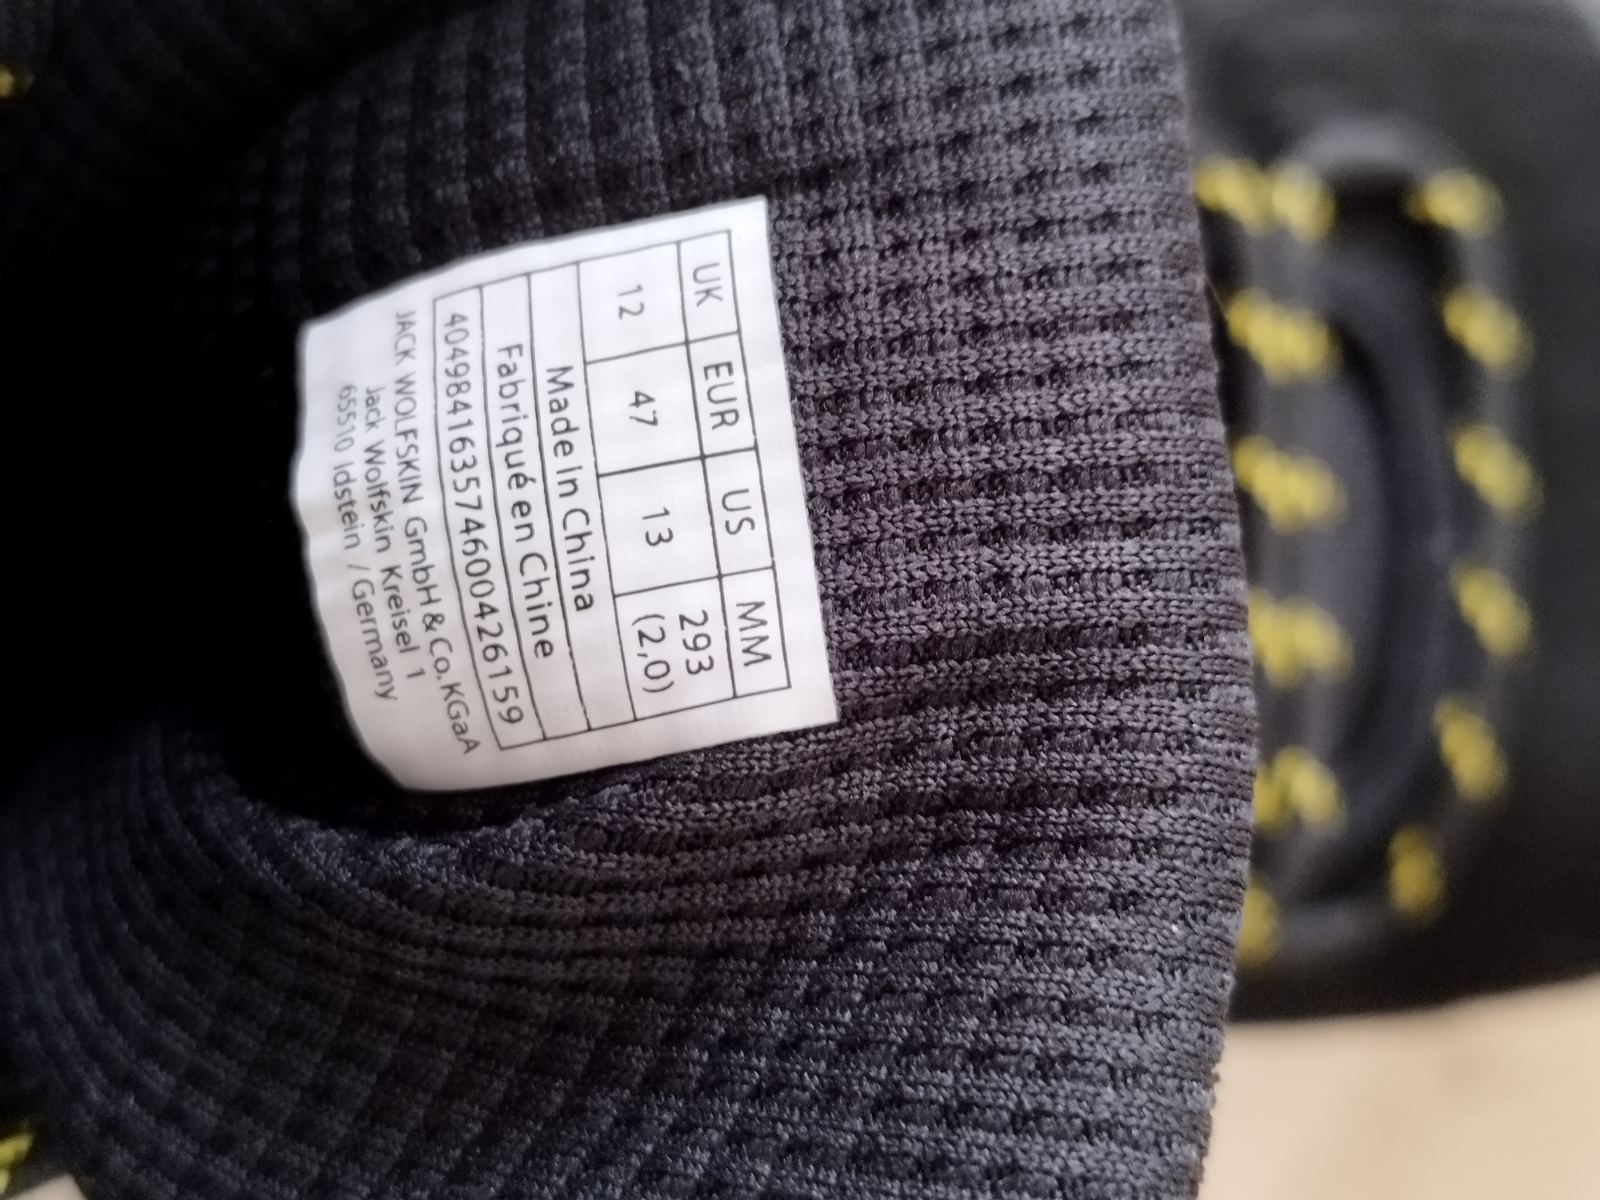 UK EUR US MM
12 47 13 293
(2,0)
Made in China
Fabriqué en Chine
4049841635746004261 59
JACK WOLFSKIN GmbH & Co. KGaA
Jack Wolfskin Kreisel 1
65510 Idstein / Germany